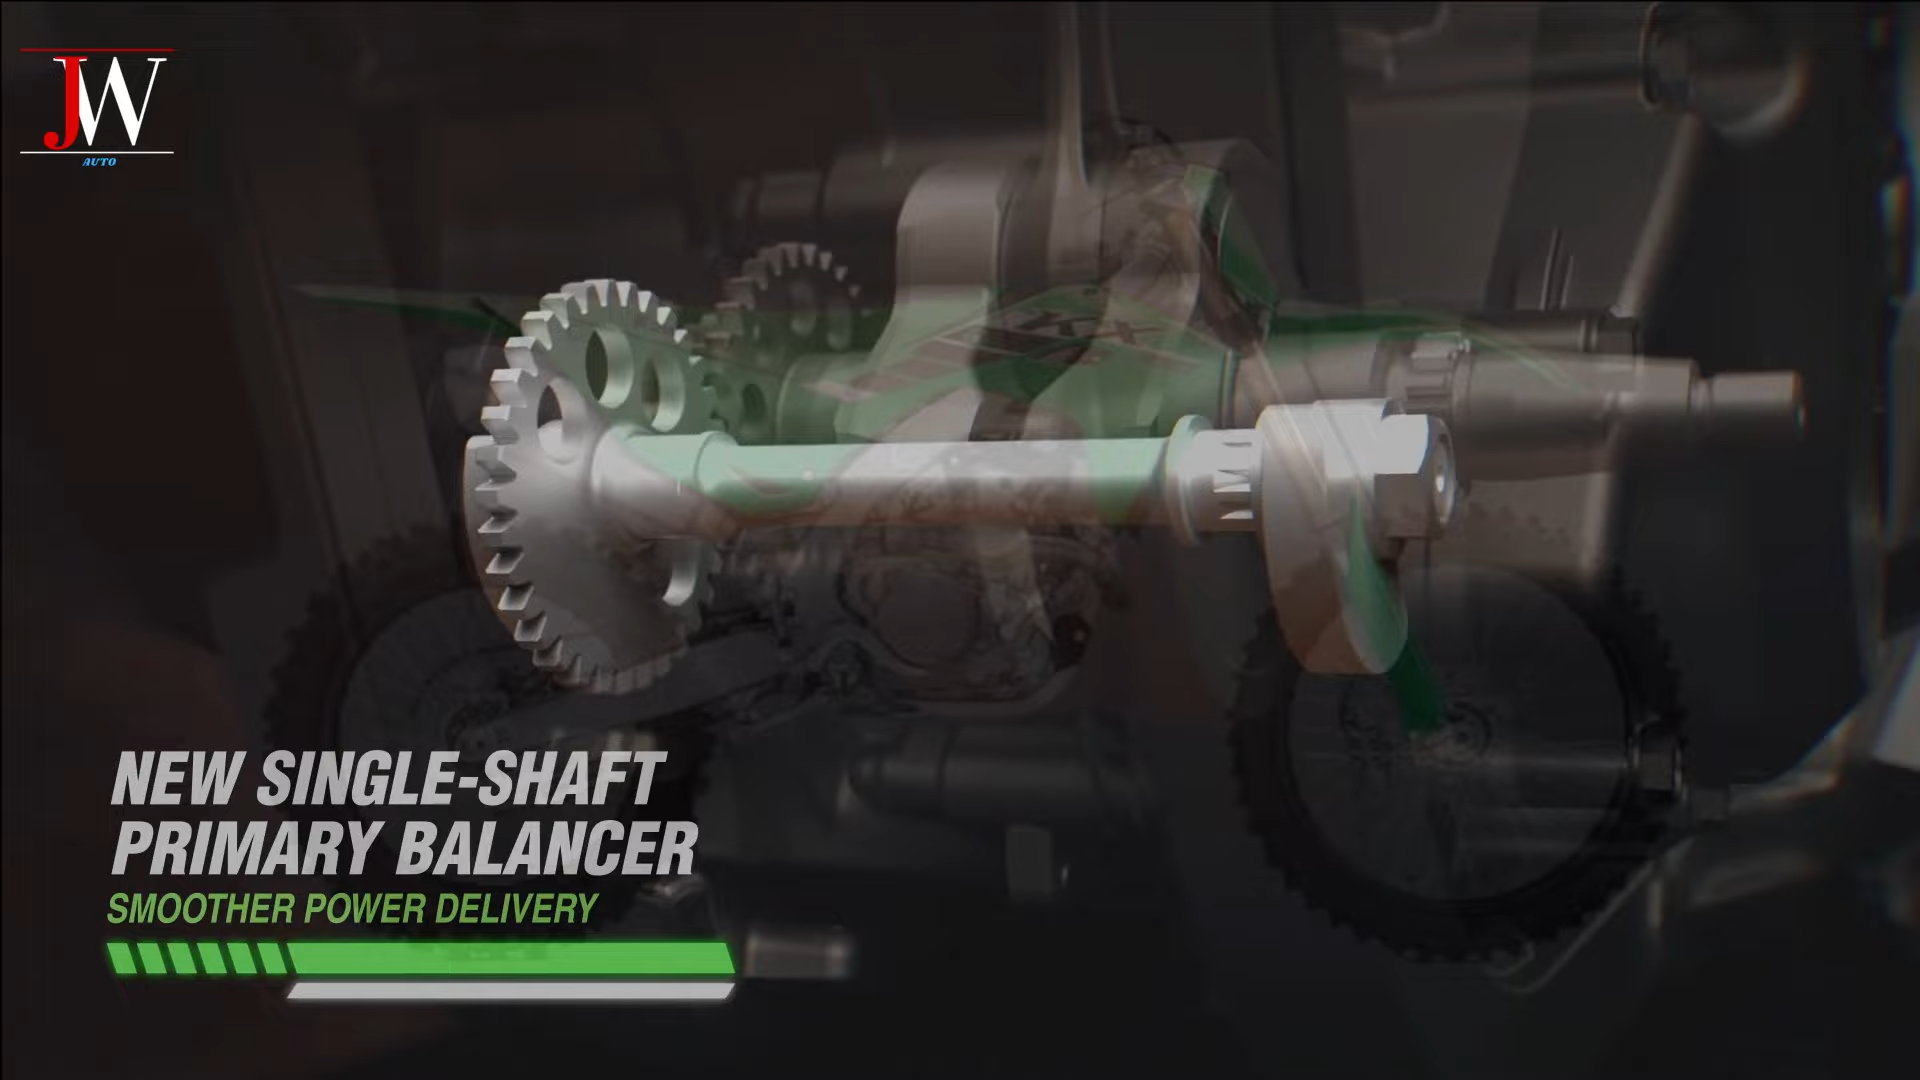 JW
AUTO
NEW SINGLE-SHAFT
PRIMARY BALANCER
SMOOTHER POWER DELIVERY